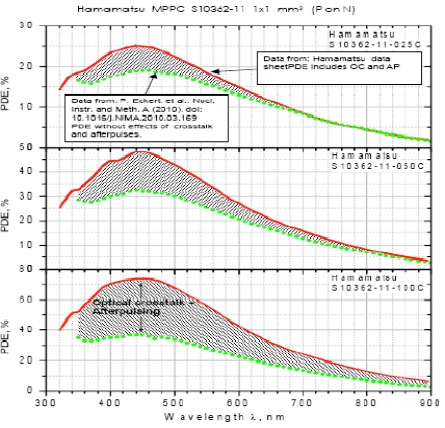 Hamamatsu MPPC S10362-11 1x1 mm² (P on N)
30
20
10
50
PDE, %
Hamamatsu
S10362-11-025C
Data from: Hamamatsu data
sheetPDE includes OC and AP
Data from: P. Eckert. et al., Nucl.
Instr. and Meth. A (2010), doi:
10.1016/j.NIMA.2010.03.169
PDE without effects of crosstalk
and afterpulses.
40
30
20
10
80
PDE, %
Hamamatsu
S10362-11-050C
60
40
20
0
PDE, %
Hamamatsu
S10362-11-100C
Optical crosstalk +
Afterpulsing
300 400 500 600 700 800 900
Wavelength λ, nm